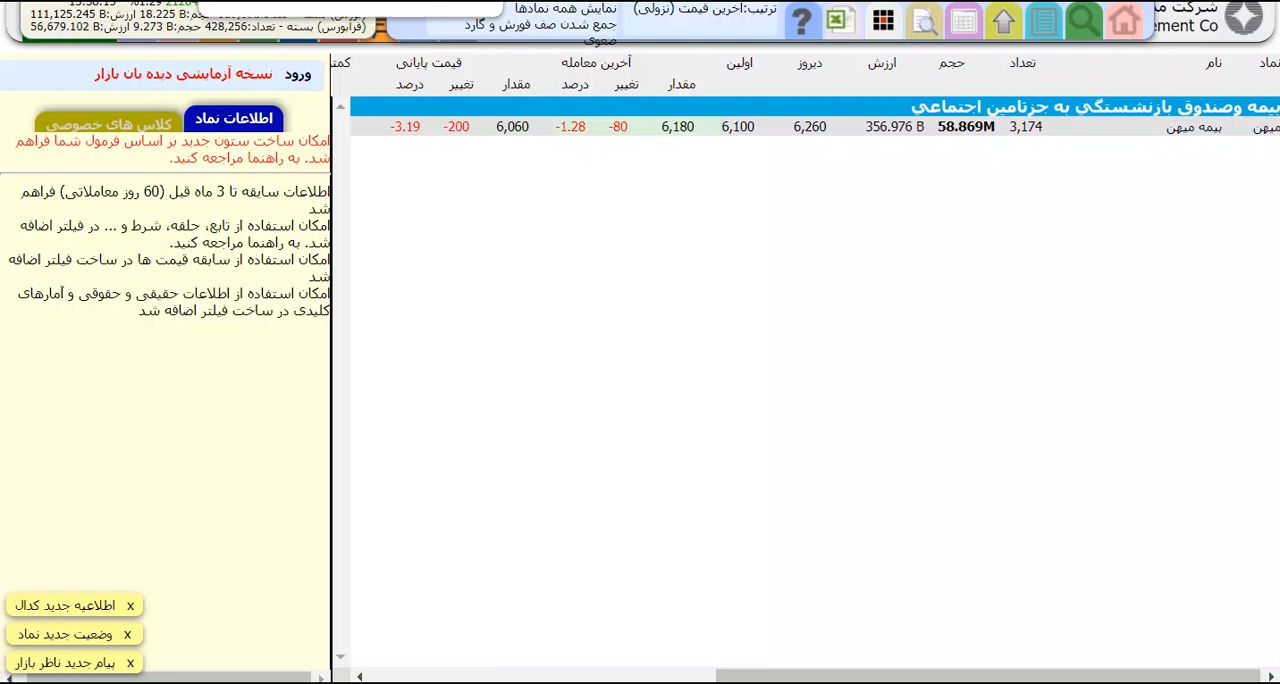 شرکت مد
ement Co
ترتیب:آخرین قیمت (نزولی)
نمایش همه نمادها
جمع شدن صف فورش و گارد
صعوی
111,125.245 B:ارزش 18.225 B:حجم
(فرابورس) بسته - تعداد:428,256 حجم:9.273 B ارزش:56,679.102 B
نماد نام تعداد حجم ارزش دیروز اولین آخرین معامله قیمت پایانی کمت
مقدار تغییر درصد مقدار تغییر درصد
بیمه وصندوق بازنشستگي به جزتامین اجتماعي
میهن بیمه میهن 3,174 58.869M 356.976 B 6,260 6,100 6,180 -80 -1.28 6,060 -200 -3.19
ورود نسخه آزمایشی دیده بان بازار
اطلاعات نماد کلاس های خصوصی
امکان ساخت ستون جدید بر اساس فرمول شما فراهم
شد. به راهنما مراجعه کنید.
اطلاعات سابقه تا 3 ماه قبل (60 روز معاملاتی) فراهم
شد
امکان استفاده از تابع، حلقه، شرط و ... در فیلتر اضافه
شد. به راهنما مراجعه کنید.
امکان استفاده از سابقه قیمت ها در ساخت فیلتر اضافه
شد
امکان استفاده از اطلاعات حقیقی و حقوقی و آمارهای
کلیدی در ساخت فیلتر اضافه شد
x اطلاعیه جدید کدال
x وضعیت جدید نماد
x پیام جدید ناظر بازار